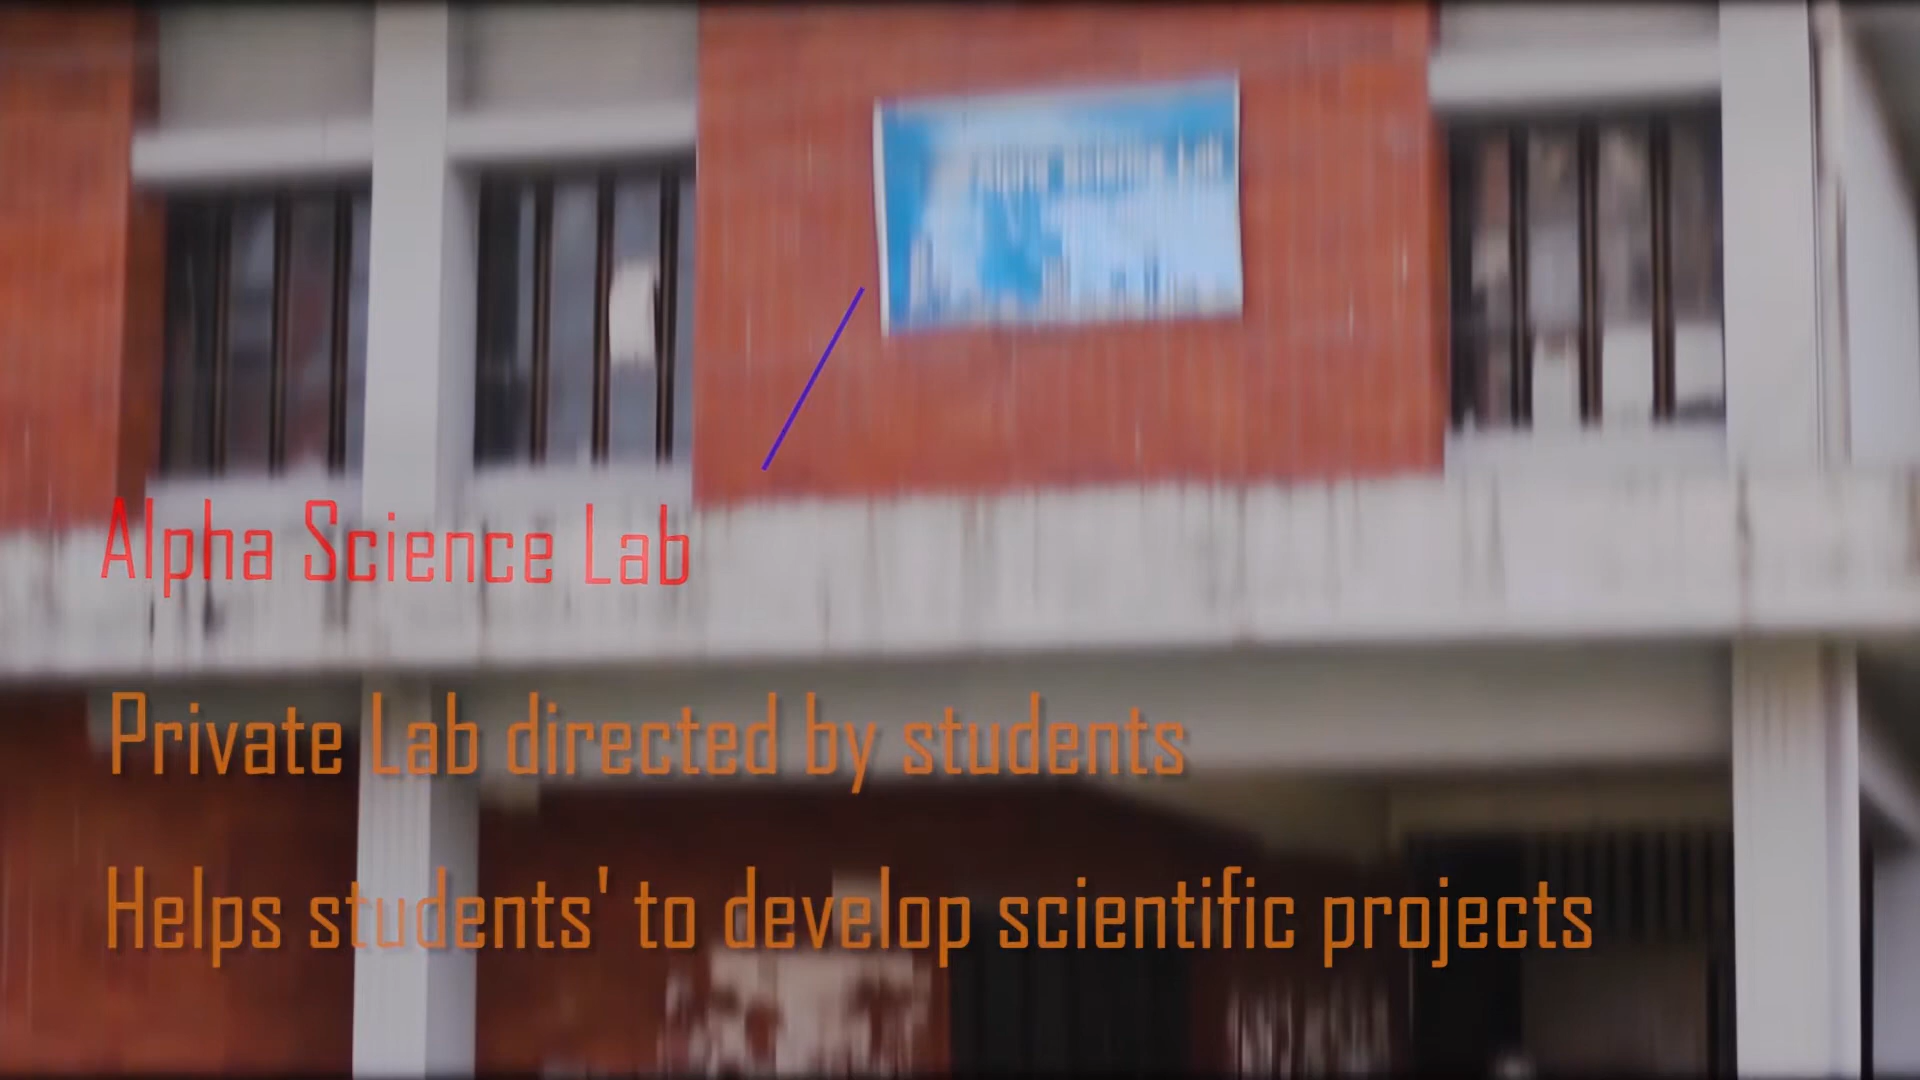 Alpha Science Lab
Private Lab directed by students
Helps students' to develop scientific projects